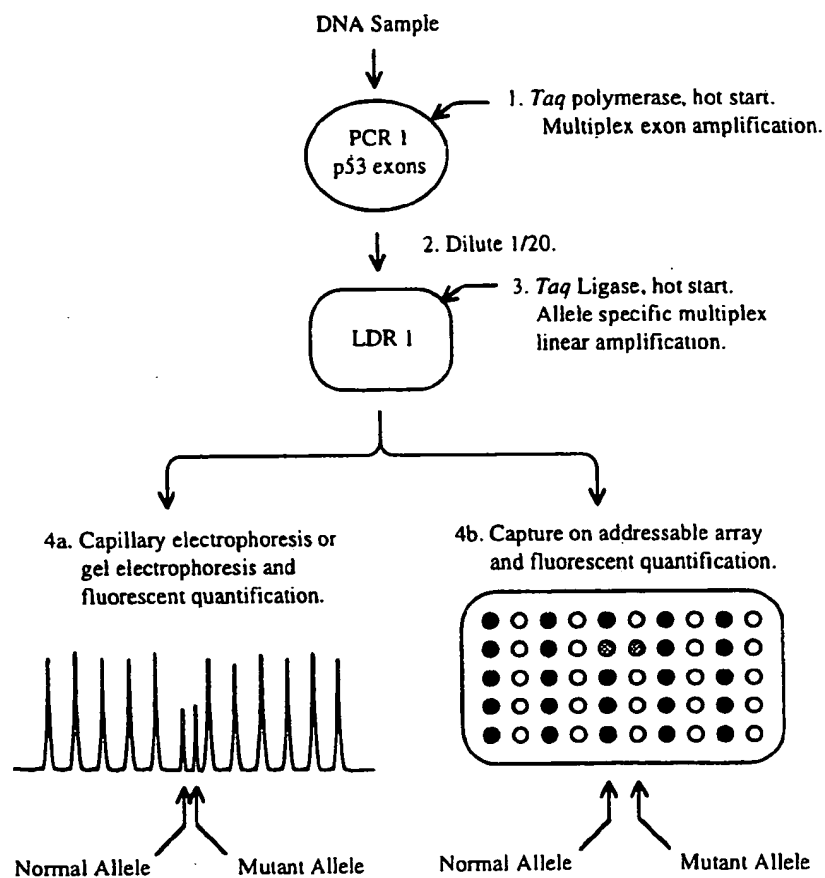 DNA Sample
1. Taq polymerase, hot start.
Multiplex exon amplification.
PCR 1
p53 exons
2. Dilute 1/20.
3. Taq Ligase, hot start.
Allele specific multiplex
linear amplification.
LDR 1
4a. Capillary electrophoresis or
gel electrophoresis and
fluorescent quantification.
4b. Capture on addressable array
and fluorescent quantification.
Normal Allele
Mutant Allele
Normal Allele
Mutant Allele